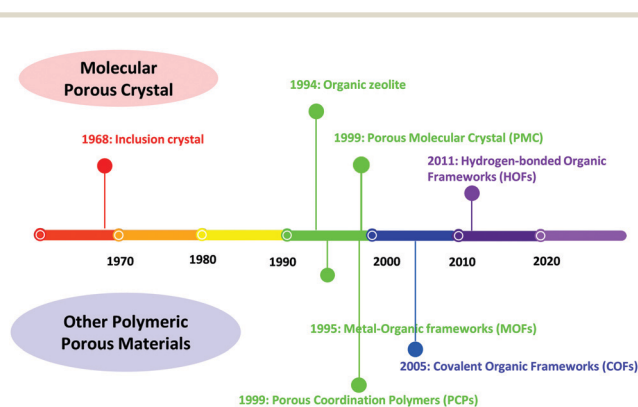 Molecular
Porous Crystal
1994: Organic zeolite
1968: Inclusion crystal
1999: Porous Molecular Crystal (PMC)
2011: Hydrogen-bonded Organic
Frameworks (HOFs)
1970
1980
1990
2000
2010
2020
Other Polymeric
Porous Materials
1995: Metal-Organic frameworks (MOFs)
2005: Covalent Organic Frameworks (COFs)
1999: Porous Coordination Polymers (PCPs)